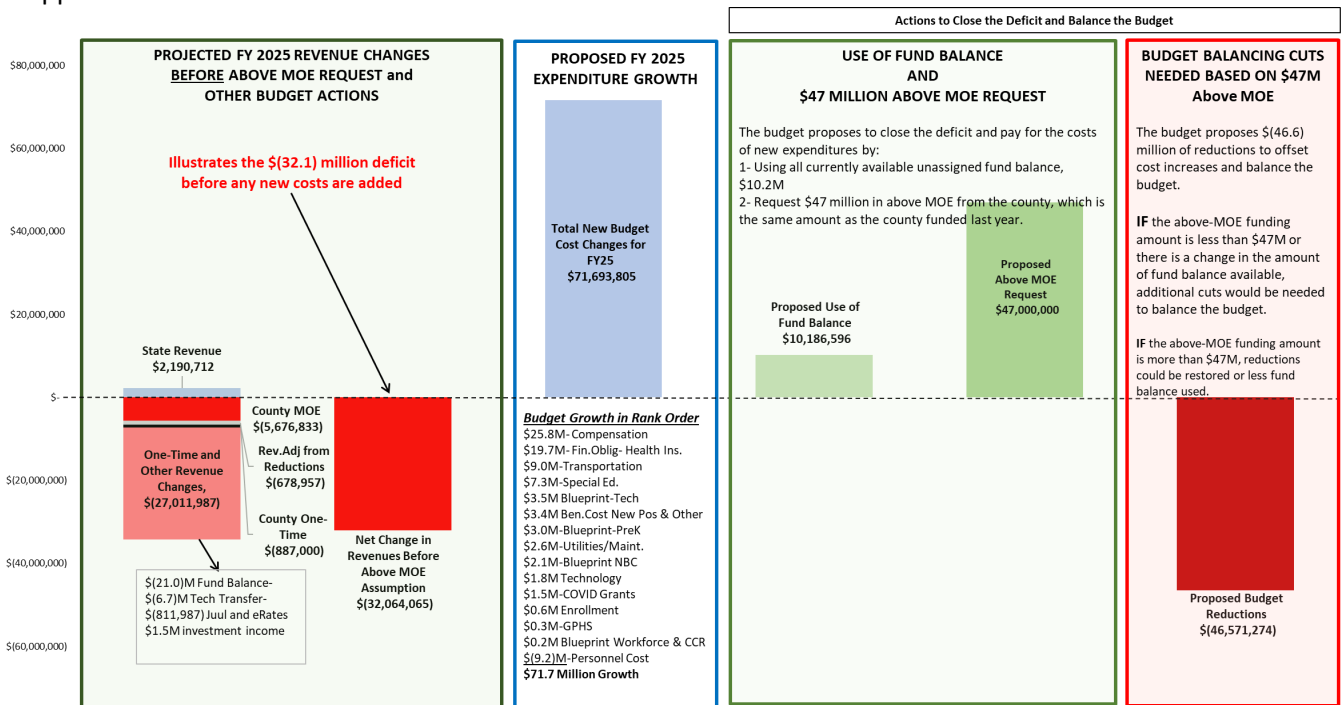 Actions to Close the Deficit and Balance the Budget
$80,000,000
$60,000,000
$40,000,000
$20,000,000
$-
$(20,000,000)
$(40,000,000)
$(60,000,000)
PROJECTED FY 2025 REVENUE CHANGES
BEFORE ABOVE MOE REQUEST and
OTHER BUDGET ACTIONS
Illustrates the $(32.1) million deficit
before any new costs are added
State Revenue
$2,190,712
County MOE
$(5,676,833)
Rev.Adj from
Reductions
$(678,957)
County One-
Time
$(887,000)
One-Time and
Other Revenue
Changes,
$(27,011,987)
$(21.0)M Fund Balance-
$(6.7)M Tech Transfer-
$(811,987) Juul and eRates
$1.5M investment income
Net Change in
Revenues Before
Above MOE
Assumption
$(32,064,065)
PROPOSED FY 2025
EXPENDITURE GROWTH
Total New Budget
Cost Changes for
FY25
$71,693,805
Budget Growth in Rank Order
$25.8M- Compensation
$19.7M- Fin.Oblig- Health Ins.
$9.0M-Transportation
$7.3M-Special Ed.
$3.5M Blueprint-Tech
$3.4M Ben.Cost New Pos & Other
$3.0M-Blueprint-PreK
$2.6M-Utilities/Maint.
$2.1M-Blueprint NBC
$1.8M Technology
$1.5M-COVID Grants
$0.6M Enrollment
$0.3M-GPHS
$0.2M Blueprint Workforce & CCR
$(9.2)M-Personnel Cost
$71.7 Million Growth
USE OF FUND BALANCE
AND
$47 MILLION ABOVE MOE REQUEST
The budget proposes to close the deficit and pay for the costs
of new expenditures by:
1- Using all currently available unassigned fund balance,
$10.2M
2- Request $47 million in above MOE from the county, which is
the same amount as the county funded last year.
Proposed Use of
Fund Balance
$10,186,596
Proposed
Above MOE
Request
$47,000,000
BUDGET BALANCING CUTS
NEEDED BASED ON $47M
Above MOE
The budget proposes $(46.6)
million of reductions to offset
cost increases and balance the
budget.
IF the above-MOE funding
amount is less than $47M or
there is a change in the amount
of fund balance available,
additional cuts would be needed
to balance the budget.
IF the above-MOE funding amount
is more than $47M, reductions
could be restored or less fund
balance used.
Proposed Budget
Reductions
$(46,571,274)